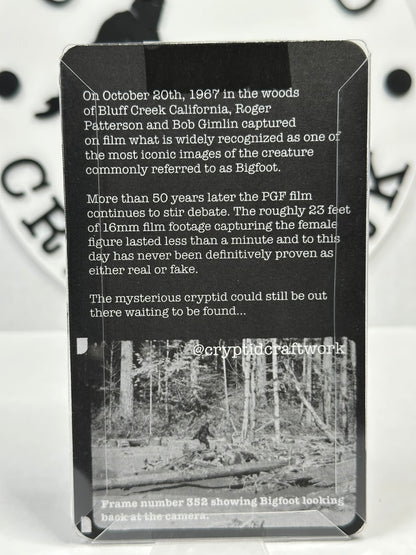 On October 20th, 1967 in the woods
of Bluff Creek California, Roger
Patterson and Bob Gimlin captured
on film what is widely recognized as one of
the most iconic images of the creature
commonly referred to as Bigfoot.
More than 50 years later the PGF film
continues to stir debate. The roughly 23 feet
of 16mm film footage capturing the female
figure lasted less than a minute and to this
day has never been definitively proven as
either real or fake.
The mysterious cryptid could still be out
there waiting to be found...
@cryptidcraftwork
Frame number 352 showing Bigfoot looking
back at the camera.